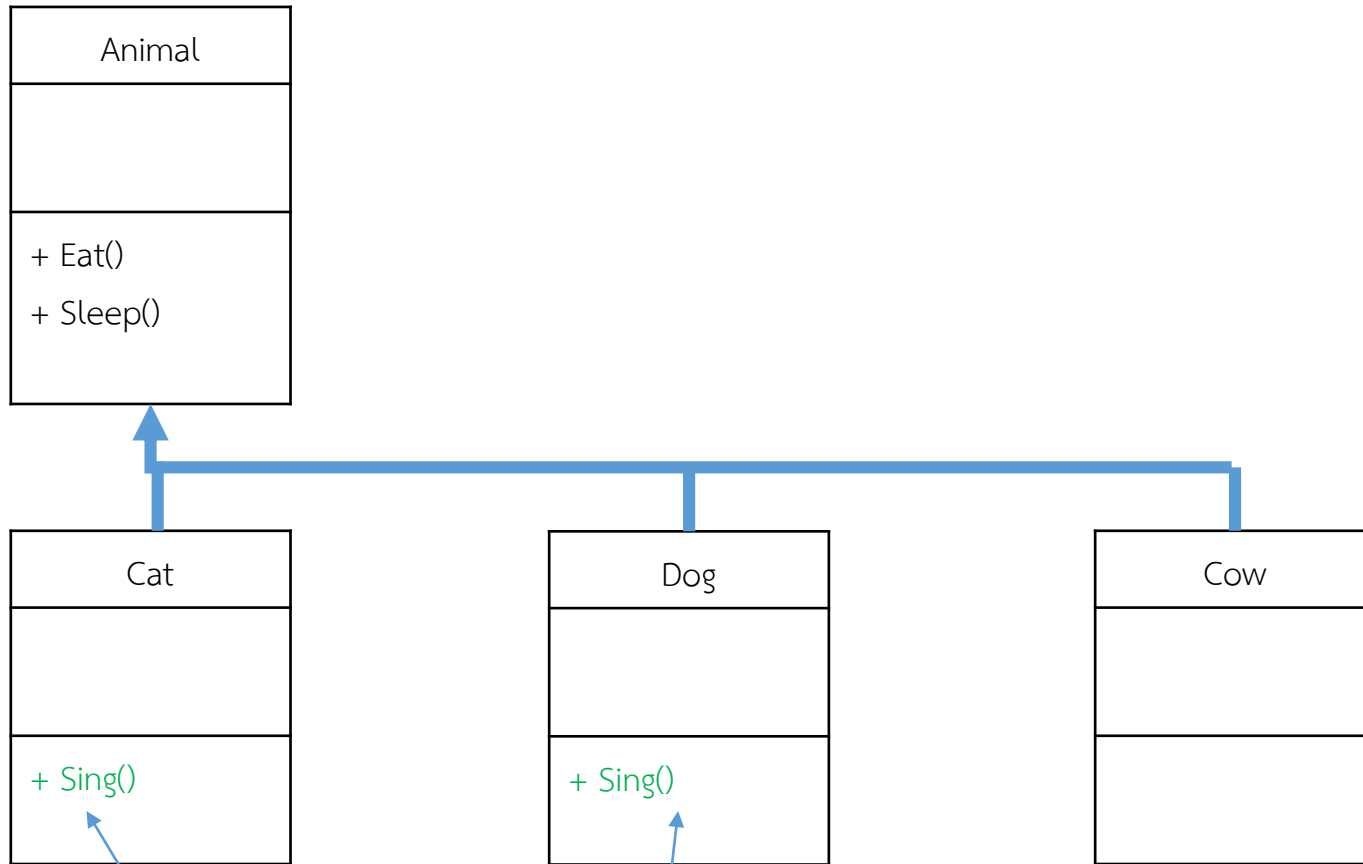 Animal
+ Eat()
+ Sleep()
Cat
Dog
Cow
+ Sing()
+ Sing()